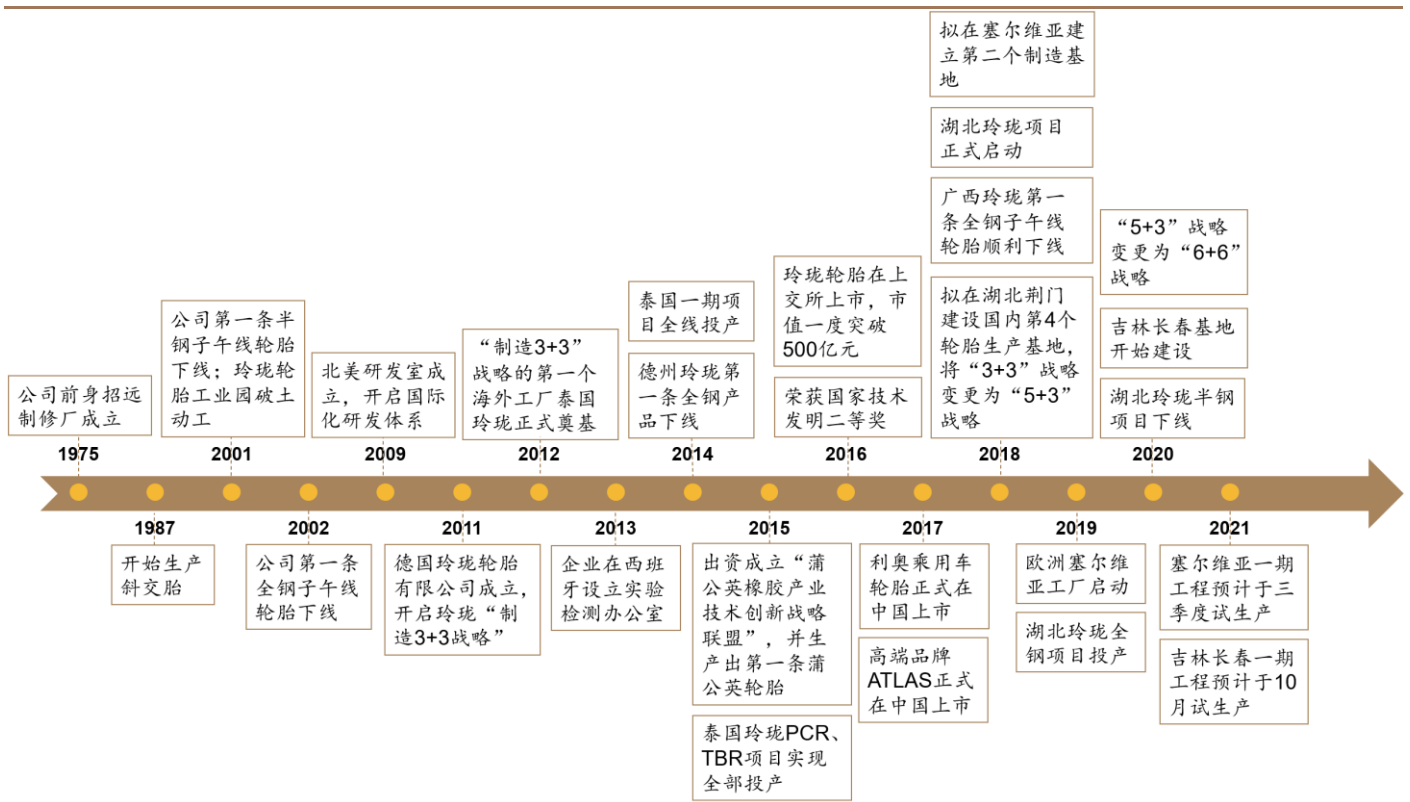 拟在塞尔维亚建
立第二个制造基
地
湖北玲珑项目
正式启动
广西玲珑第一
条全钢子午线
轮胎顺利下线
“5+3”战略
变更为“6+6”
战略
玲珑轮胎在上
交所上市，市
值一度突破
500亿元
泰国一期项
目全线投产
公司第一条半
钢子午线轮胎
下线；玲珑轮
胎工业园破土
动工
“制造3+3”
战略的第一个
海外工厂泰国
玲珑正式奠基
拟在湖北荆门
建设国内第4个
轮胎生产基地，
将“3+3”战略
变更为“5+3”
战略
吉林长春基地
开始建设
北美研发室成
立，开启国际
化研发体系
德州玲珑第
一条全钢产
品下线
公司前身招远
制修厂成立
荣获国家技术
发明二等奖
湖北玲珑半钢
项目下线
1975
2001
2009
2012
2014
2016
2018
2020
1987
2002
2011
2013
2015
2017
2019
2021
开始生产
斜交胎
公司第一条
全钢子午线
轮胎下线
德国玲珑轮胎
有限公司成立，
开启玲珑“制
造3+3战略”
企业在西班
牙设立实验
检测办公室
出资成立“蒲
公英橡胶产业
技术创新战略
联盟”，并生
产出第一条蒲
公英轮胎
利奥乘用车
轮胎正式在
中国上市
欧洲塞尔维
亚工厂启动
塞尔维亚一期
工程预计于三
季度试生产
湖北玲珑全
钢项目投产
高端品牌
ATLAS正式
在中国上市
吉林长春一期
工程预计于10
月试生产
泰国玲珑PCR、
TBR项目实现
全部投产